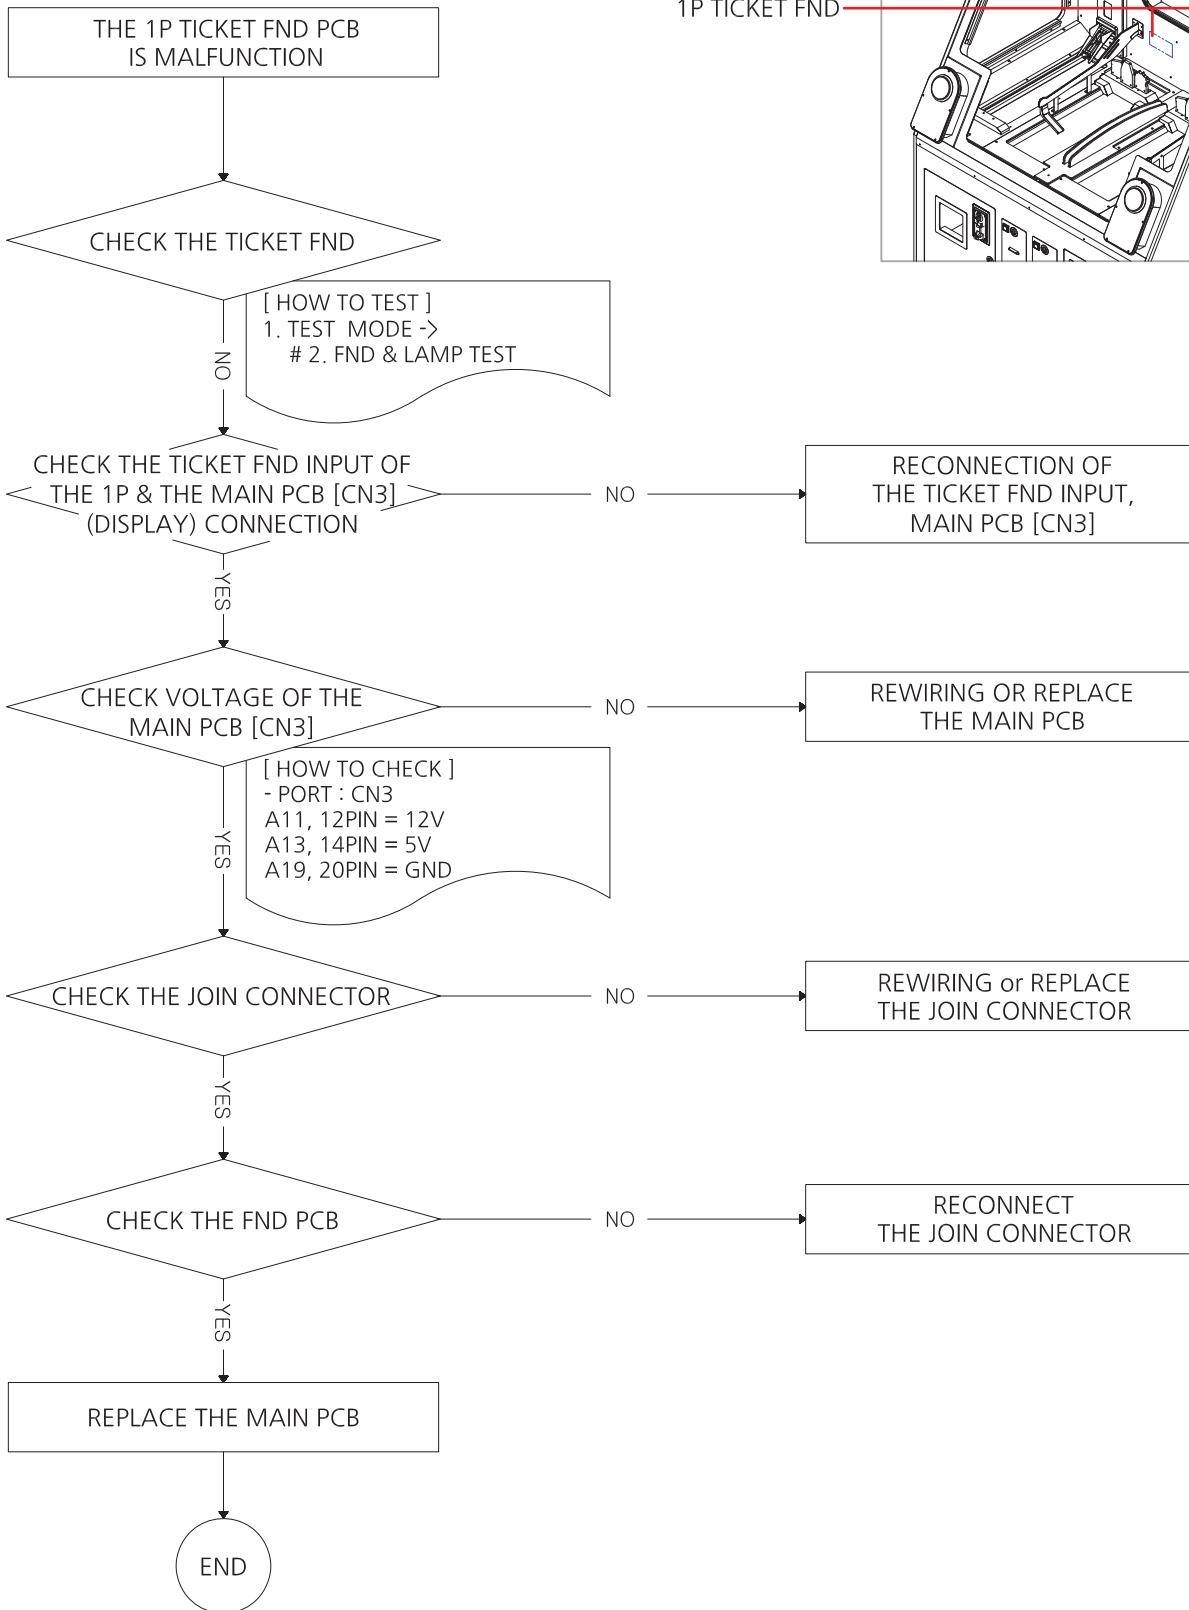 THE 1P TICKET FND PCB
IS MALFUNCTION
1P TICKET FND
CHECK THE TICKET FND
[ HOW TO TEST ]
1. TEST MODE ->
# 2. FND & LAMP TEST
NO
CHECK THE TICKET FND INPUT OF
THE 1P & THE MAIN PCB [CN3]
(DISPLAY) CONNECTION
NO
RECONNECTION OF
THE TICKET FND INPUT,
MAIN PCB [CN3]
YES
CHECK VOLTAGE OF THE
MAIN PCB [CN3]
NO
REWIRING OR REPLACE
THE MAIN PCB
[ HOW TO CHECK ]
- PORT : CN3
A11, 12PIN = 12V
A13, 14PIN = 5V
A19, 20PIN = GND
YES
CHECK THE JOIN CONNECTOR
NO
REWIRING or REPLACE
THE JOIN CONNECTOR
YES
CHECK THE FND PCB
NO
RECONNECT
THE JOIN CONNECTOR
YES
REPLACE THE MAIN PCB
END